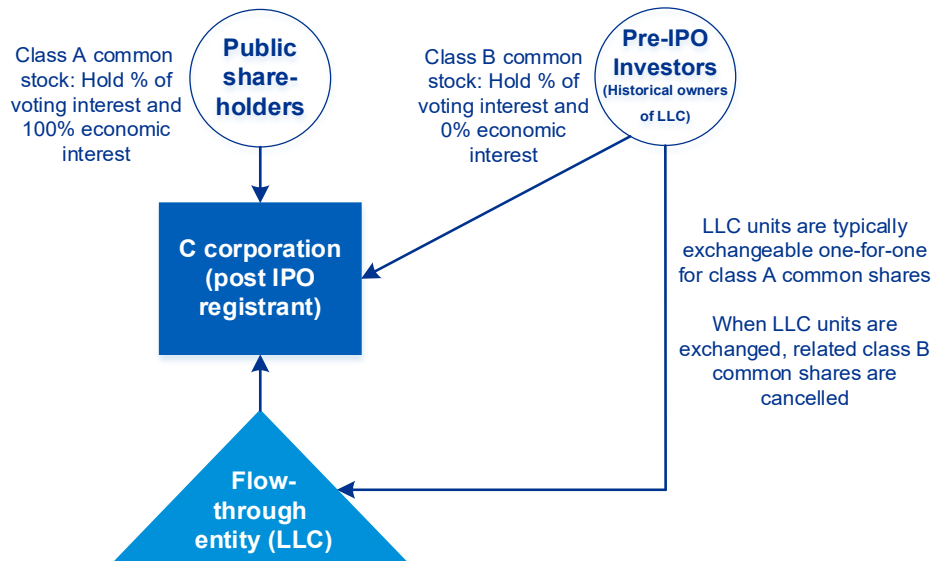 Class A common
stock: Hold % of
voting interest and
100% economic
interest
Public
share-
holders
Class B common
stock: Hold % of
voting interest and
0% economic
interest
Pre-IPO
Investors
(Historical owners
of LLC)
C corporation
(post IPO
registrant)
LLC units are typically
exchangeable one-for-one
for class A common shares
When LLC units are
exchanged, related class B
common shares are
cancelled
Flow-
through
entity (LLC)